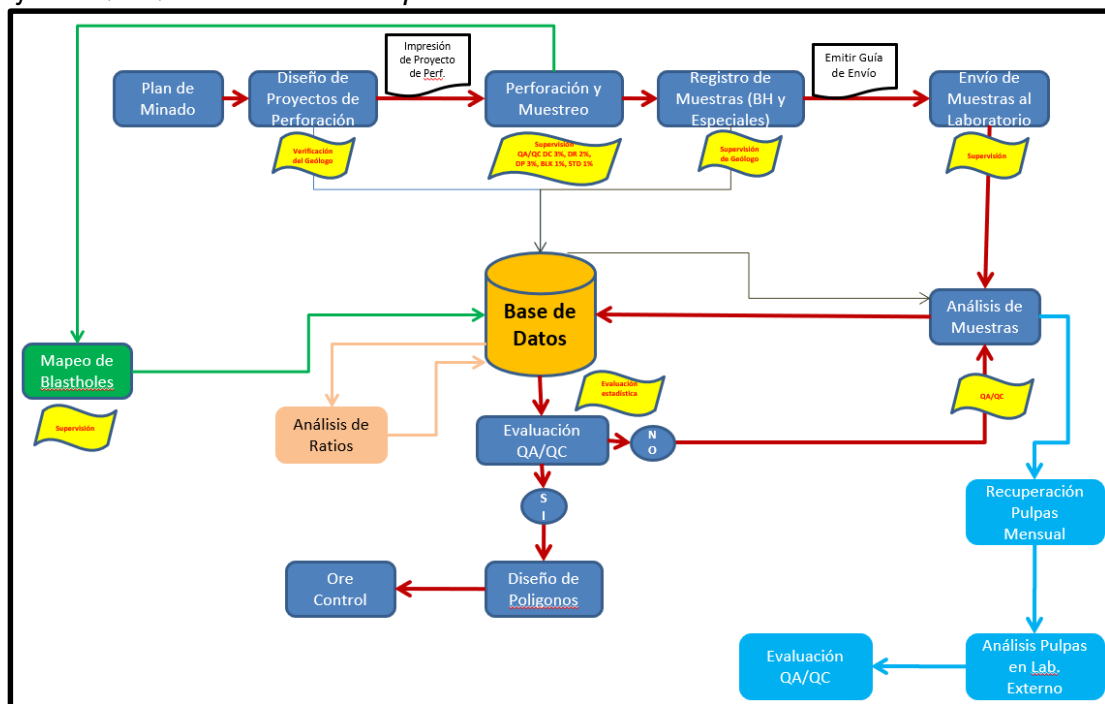 Impresión
de Proyecto
de Perf.
Emitir Guía
de Envío
Plan de
Minado
Diseño de
Proyectos de
Perforación
Perforación y
Muestreo
Registro de
Muestras (BH y
Especiales)
Envío de
Muestras al
Laboratorio
Verificación
del Geólogo
Supervisión
QA/QC DC 3%, DR 2%,
DP 3%, BLK 1%, STD 1%
Supervisión
de Geólogo
Supervisión
Base de
Datos
Análisis de
Muestras
Mapeo de
Blastholes
Supervisión
Análisis de
Ratios
Evaluación
estadística
Evaluación
QA/QC
N
O
QA/QC
S
I
Recuperación
Pulpas
Mensual
Ore
Control
Diseño de
Poligonos
Evaluación
QA/QC
Análisis Pulpas
en Lab.
Externo